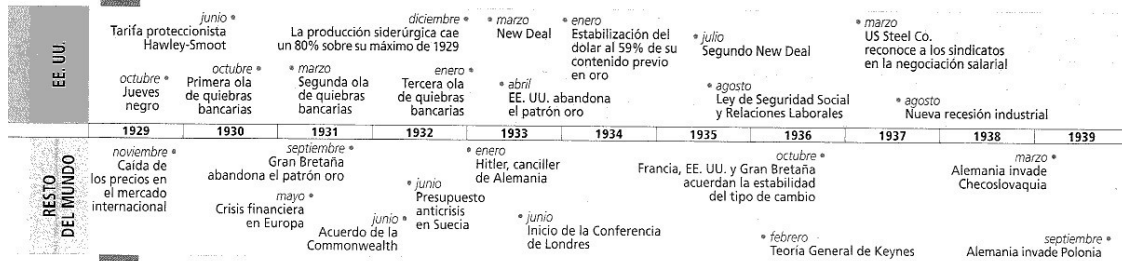 EE. UU.
junio
Tarifa proteccionista
Hawley-Smoot
diciembre
La producción siderúrgica cae
un 80% sobre su máximo de 1929
marzo
New Deal
enero
Estabilización del
dolar al 59% de su
contenido previo
en oro
julio
Segundo New Deal
marzo
US Steel Co.
reconoce a los sindicatos
en la negociación salarial
octubre
Jueves
negro
octubre
Primera ola
de quiebras
bancarias
marzo
Segunda ola
de quiebras
bancarias
enero
Tercera ola
de quiebras
bancarias
abril
EE. UU. abandona
el patrón oro
agosto
Ley de Seguridad Social
y Relaciones Laborales
agosto
Nueva recesión industrial
1929 1930 1931 1932 1933 1934 1935 1936 1937 1938 1939
RESTO
DEL MUNDO
noviembre
Caída de
los precios en
el mercado
internacional
septiembre
Gran Bretaña
abandona el patrón oro
mayo
Crisis financiera
en Europa
junio
Acuerdo de la
Commonwealth
junio
Presupuesto
anticrisis
en Suecia
enero
Hitler, canciller
de Alemania
junio
Inicio de la Conferencia
de Londres
octubre
Francia, EE. UU. y Gran Bretaña
acuerdan la estabilidad
del tipo de cambio
febrero
Teoría General de Keynes
marzo
Alemania invade
Checoslovaquia
septiembre
Alemania invade Polonia